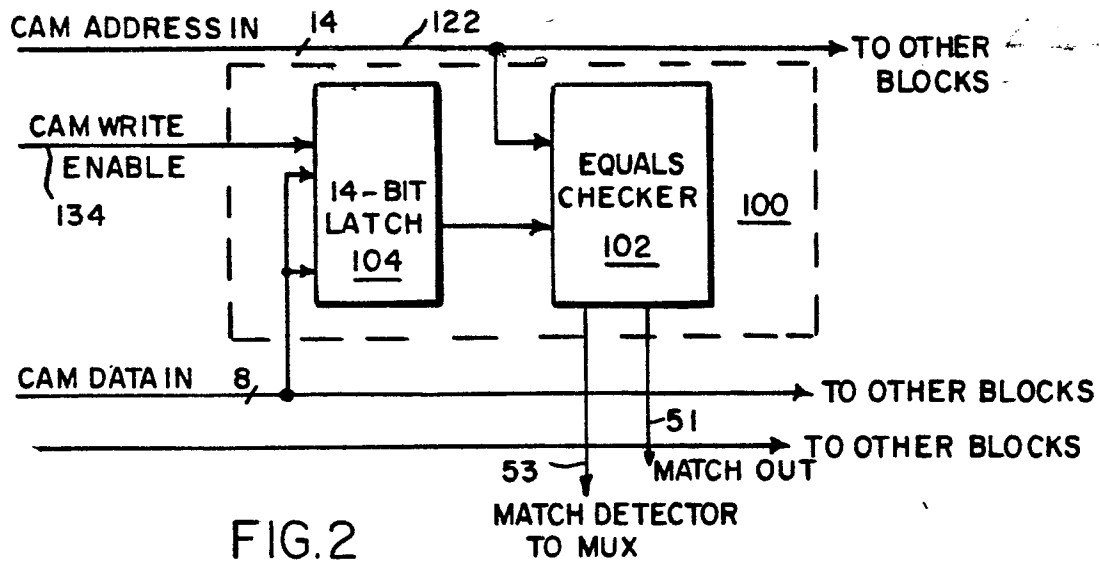 CAM ADDRESS IN
14
122
TO OTHER
BLOCKS
CAM WRITE
ENABLE
134
14-BIT
LATCH
104
EQUALS
CHECKER
102
100
CAM DATA IN
8
TO OTHER BLOCKS
51
TO OTHER BLOCKS
53
MATCH OUT
MATCH DETECTOR
TO MUX
FIG.2